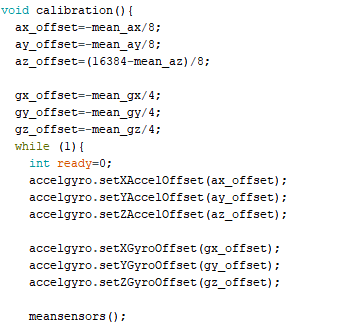 void calibration(){
  ax_offset=-mean_ax/8;
  ay_offset=-mean_ay/8;
  az_offset=(16384-mean_az)/8;

  gx_offset=-mean_gx/4;
  gy_offset=-mean_gy/4;
  gz_offset=-mean_gz/4;
  while (1){
    int ready=0;
    accelgyro.setXAccelOffset(ax_offset);
    accelgyro.setYAccelOffset(ay_offset);
    accelgyro.setZAccelOffset(az_offset);

    accelgyro.setXGyroOffset(gx_offset);
    accelgyro.setYGyroOffset(gy_offset);
    accelgyro.setZGyroOffset(gz_offset);

    meansensors();